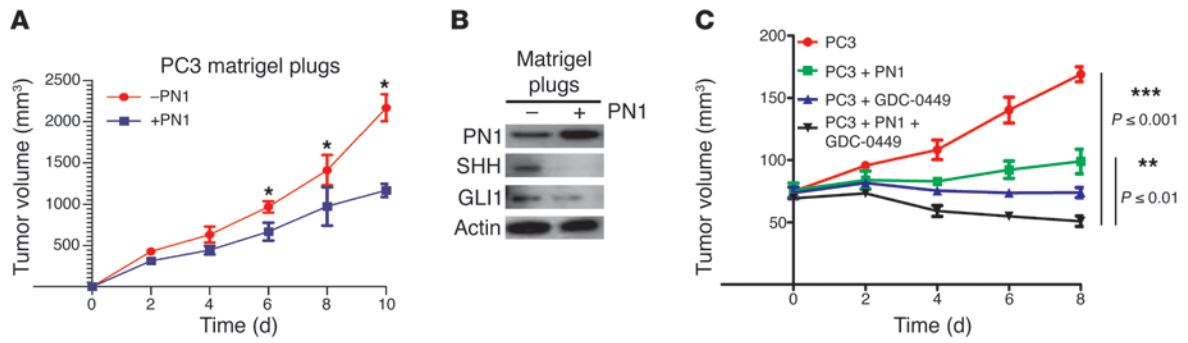 A
PC3 matrigel plugs
Tumor volume (mm³)
2500
2000
1500
1000
500
–PN1
+PN1
*
*
*
0
2
4
6
8
10
Time (d)
B
Matrigel
plugs
– + PN1
PN1
SHH
GLI1
Actin
C
Tumor volume (mm³)
200
150
100
50
PC3
PC3 + PN1
PC3 + GDC-0449
PC3 + PN1 +
GDC-0449
***
P ≤ 0.001
**
P ≤ 0.01
0
2
4
6
8
Time (d)